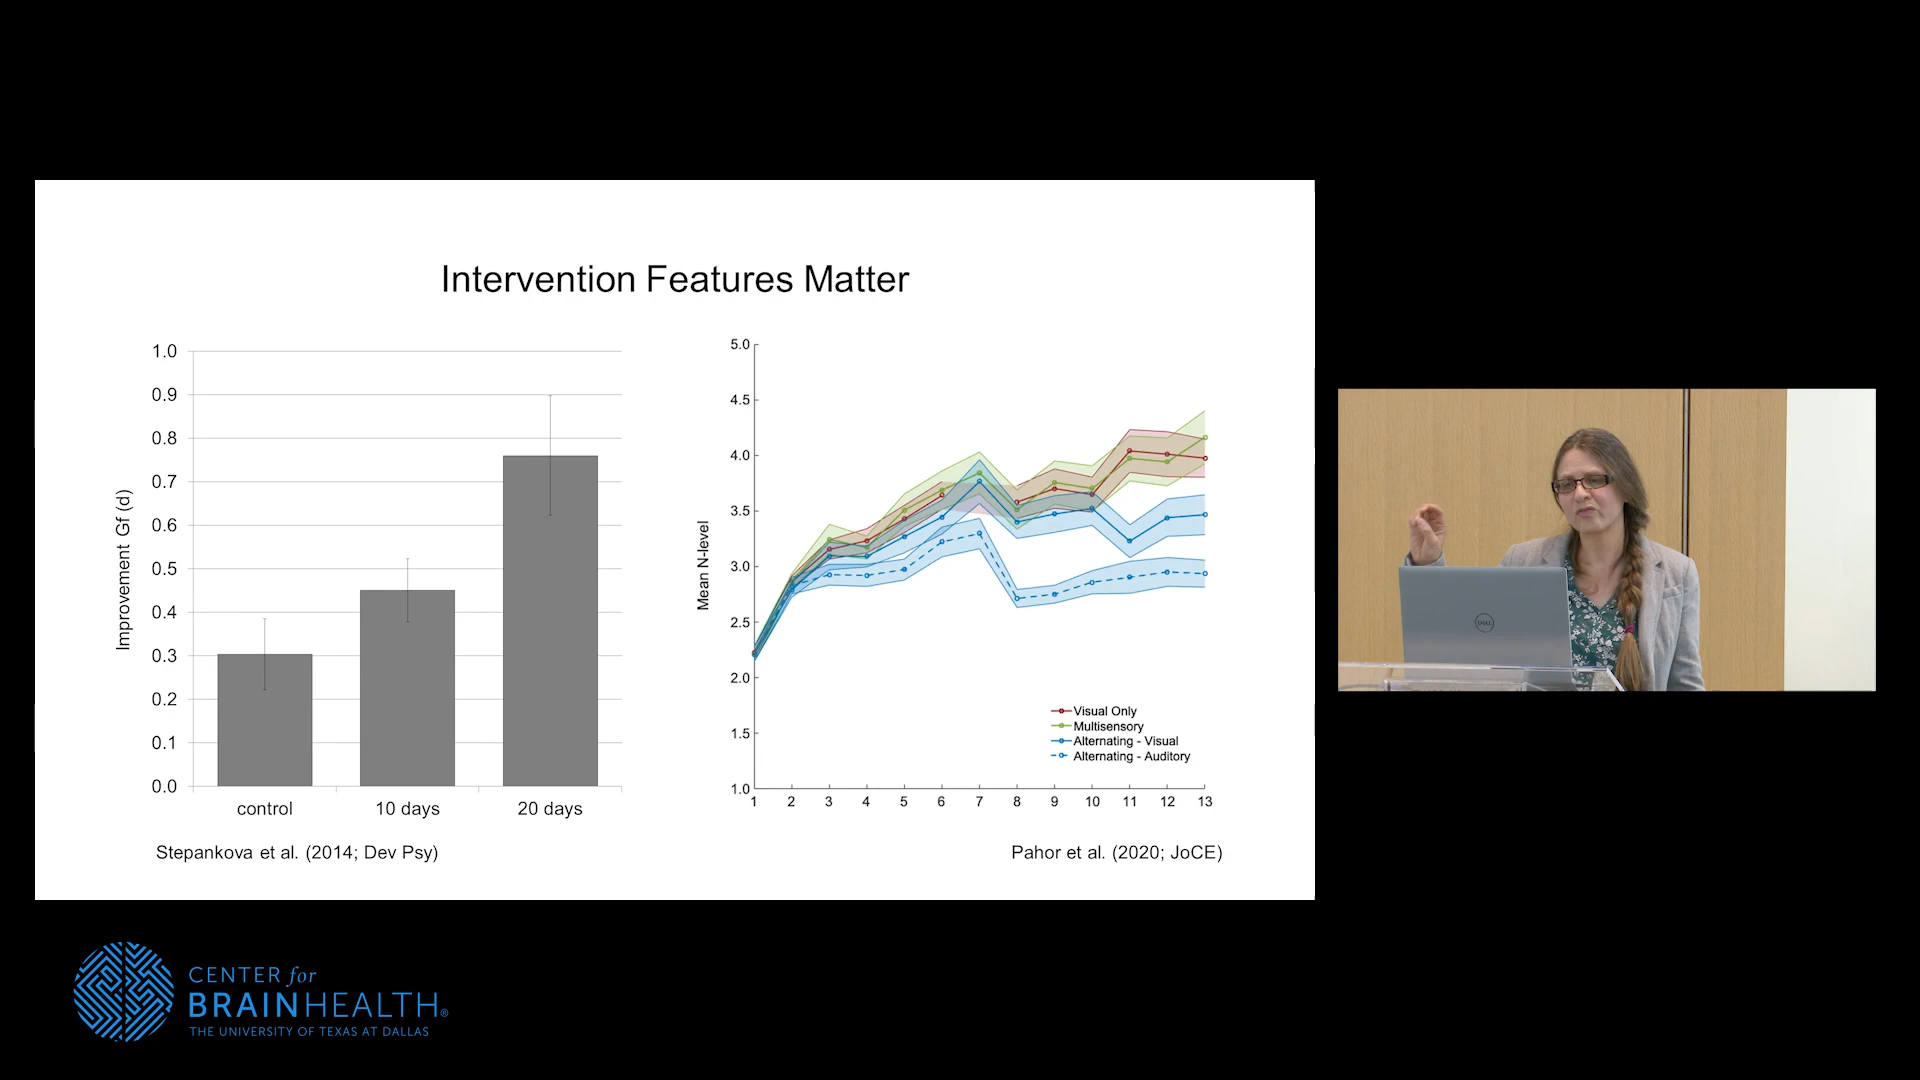 Intervention Features Matter
1.0
0.9
0.8
0.7
0.6
0.5
0.4
0.3
0.2
0.1
0.0
Improvement Gf (d)
control 10 days 20 days
Stepankova et al. (2014; Dev Psy)
5.0
4.5
4.0
3.5
3.0
2.5
2.0
1.5
1.0
Mean N-level
Visual Only
Multisensory
Alternating - Visual
Alternating - Auditory
1 2 3 4 5 6 7 8 9 10 11 12 13
Pahor et al. (2020; JoCE)
DELL
CENTER for
BRAINHEALTH®
THE UNIVERSITY OF TEXAS AT DALLAS